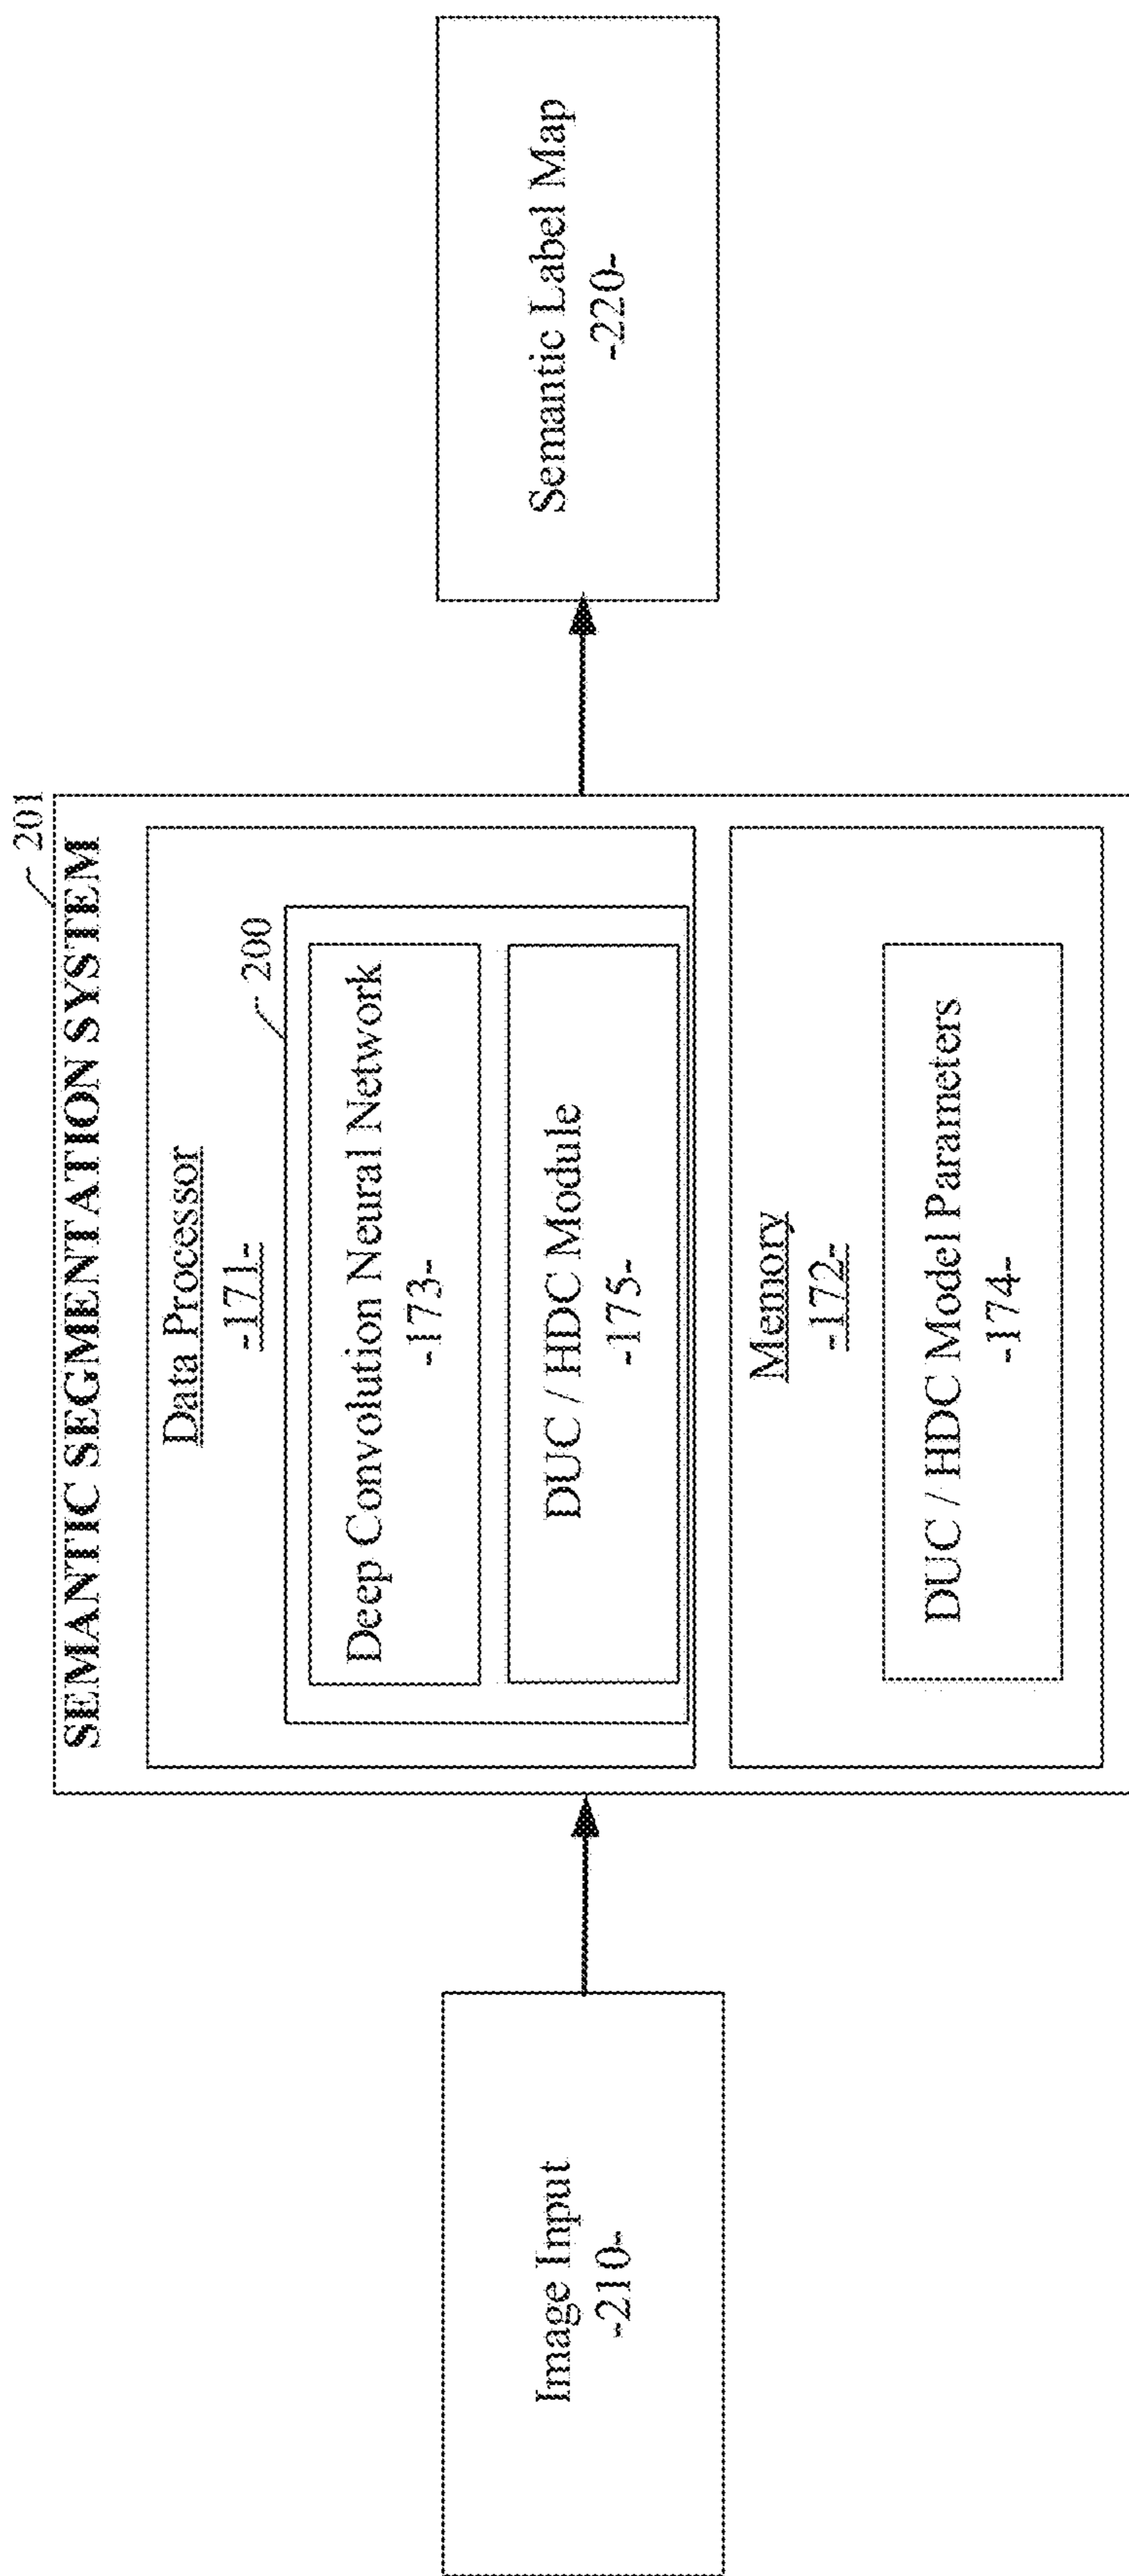 201
SEMANTIC SEGMENTATION SYSTEM
Image Input
-210-
Data Processor
-171-
200
Deep Convolution Neural Network
-173-
DUC / HDC Module
-175-
Memory
-172-
DUC / HDC Model Parameters
-174-
Semantic Label Map
-220-